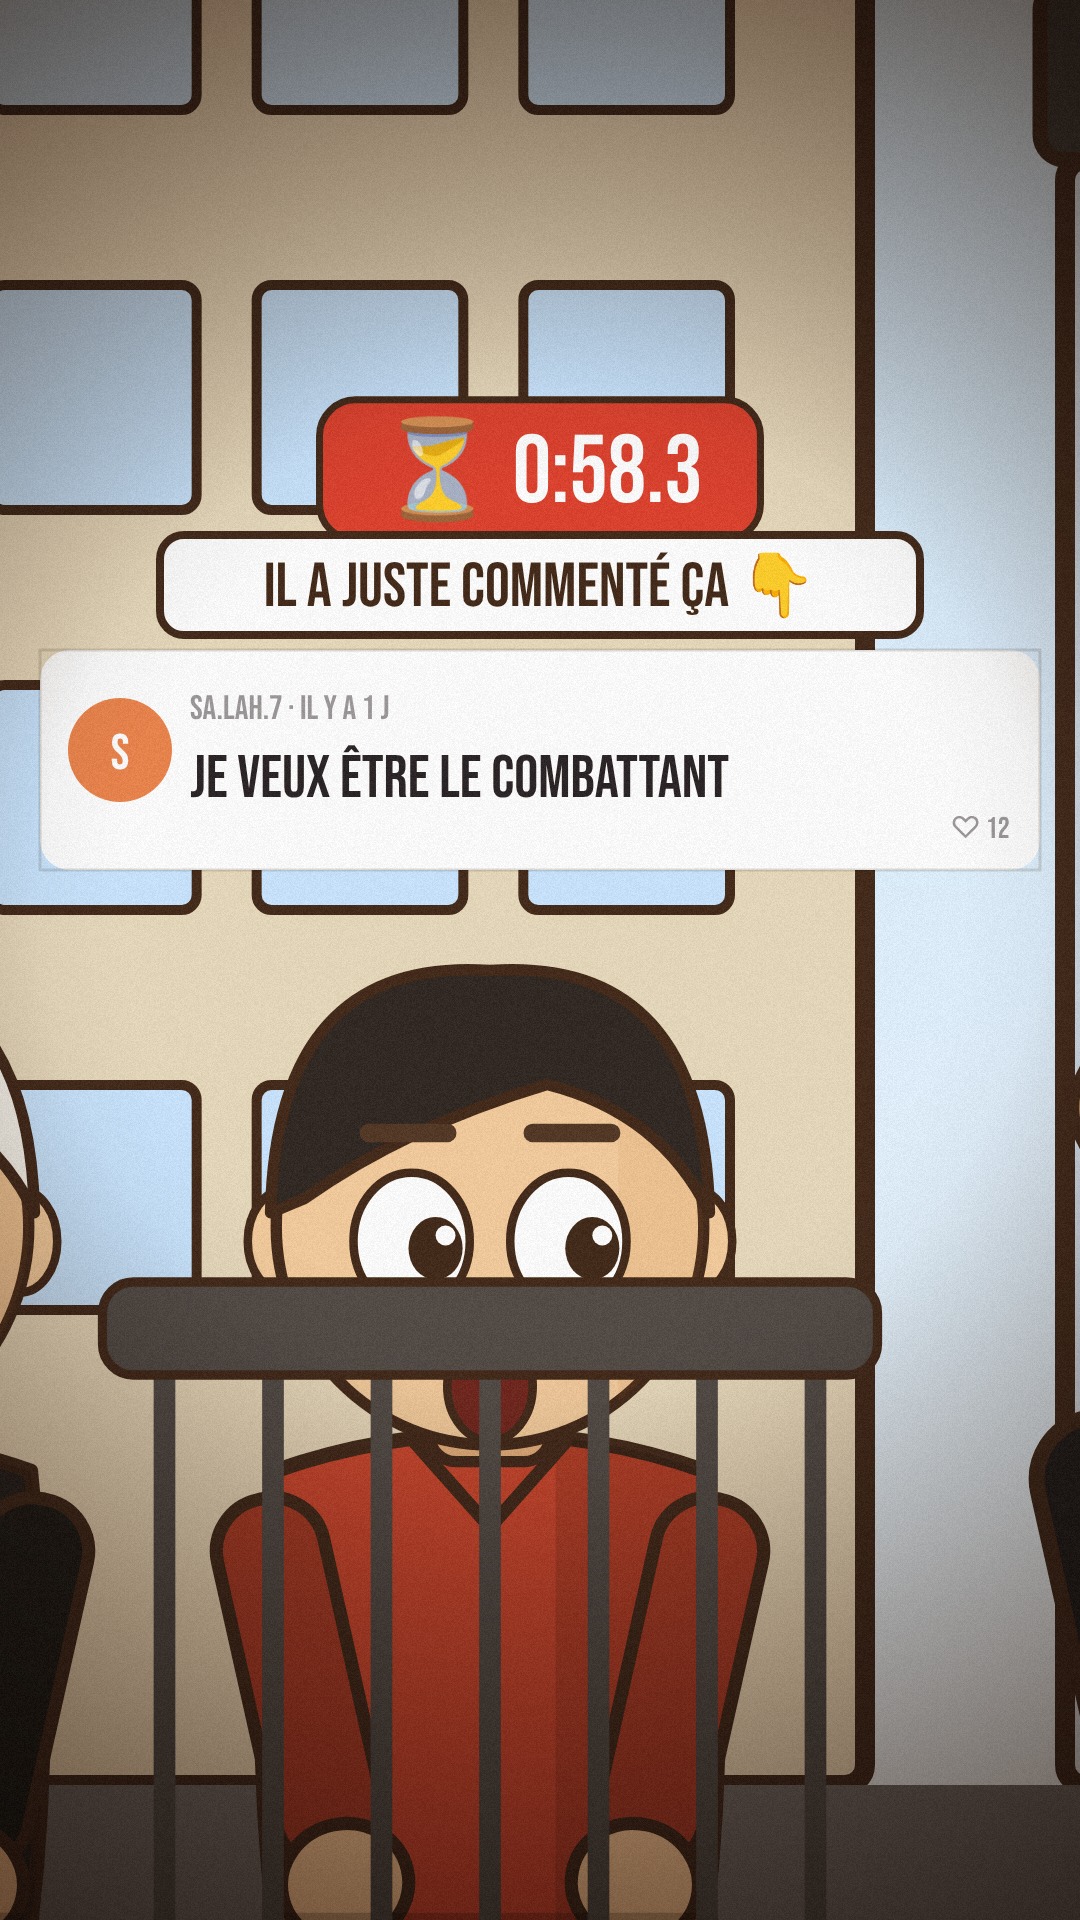 ⏳ 0:58.3
IL A JUSTE COMMENTÉ ÇA 👇
SA.LAH.7 · IL Y A 1 J
S
JE VEUX ÊTRE LE COMBATTANT
♡ 12